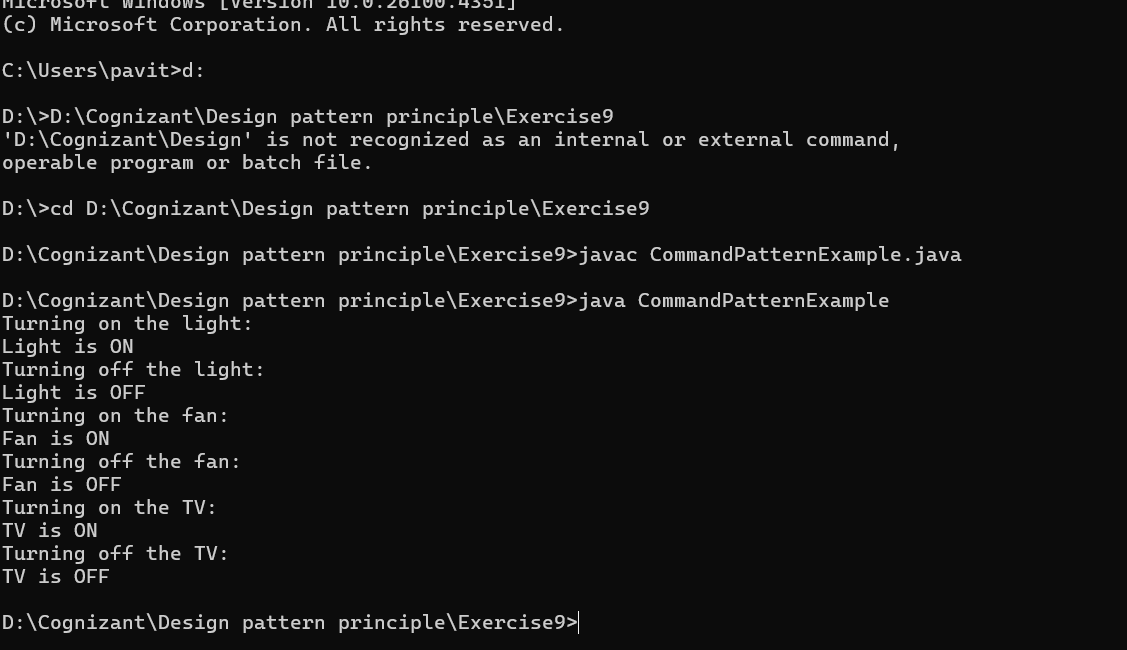 Microsoft Windows [Version 10.0.26100.4351]
(c) Microsoft Corporation. All rights reserved.
C:\Users\pavit>d:
D:\>D:\Cognizant\Design pattern principle\Exercise9
'D:\Cognizant\Design' is not recognized as an internal or external command,
operable program or batch file.
D:\>cd D:\Cognizant\Design pattern principle\Exercise9
D:\Cognizant\Design pattern principle\Exercise9>javac CommandPatternExample.java
D:\Cognizant\Design pattern principle\Exercise9>java CommandPatternExample
Turning on the light:
Light is ON
Turning off the light:
Light is OFF
Turning on the fan:
Fan is ON
Turning off the fan:
Fan is OFF
Turning on the TV:
TV is ON
Turning off the TV:
TV is OFF
D:\Cognizant\Design pattern principle\Exercise9>